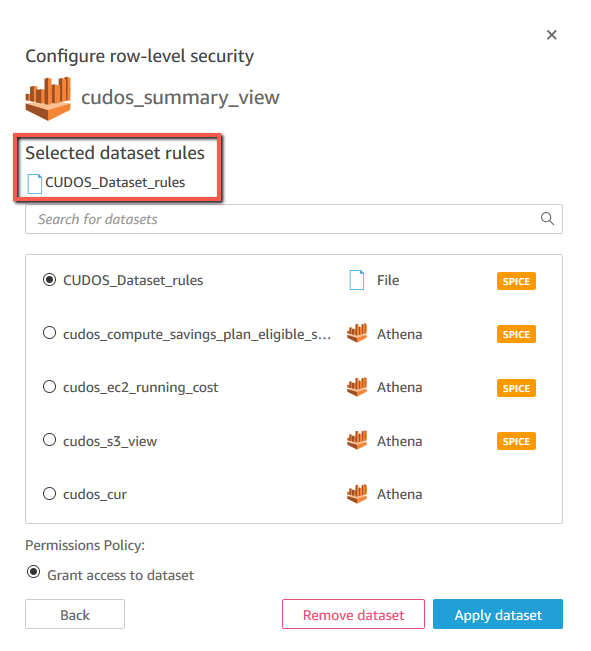 Configure row-level security
cudos_summary_view
Selected dataset rules
CUDOS_Dataset_rules
Search for datasets
CUDOS_Dataset_rules File SPICE
cudos_compute_savings_plan_eligible_s... Athena SPICE
cudos_ec2_running_cost Athena SPICE
cudos_s3_view Athena SPICE
cudos_cur Athena
Permissions Policy:
Grant access to dataset
Back Remove dataset Apply dataset